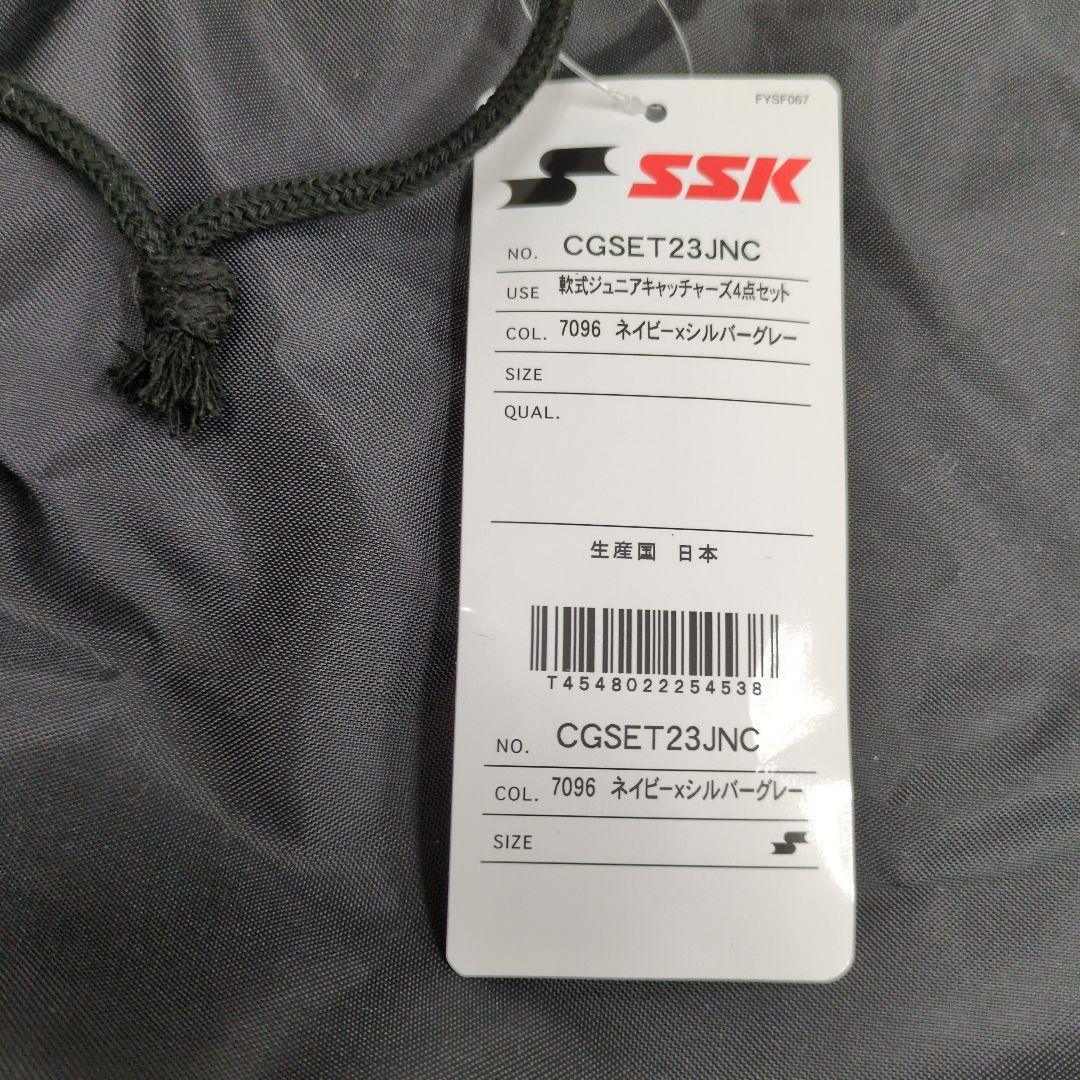 FYSF067
SSK
NO. CGSET23JNC
USE 軟式ジュニアキャッチャーズ4点セット
COL. 7096 ネイビーxシルバーグレー
SIZE
QUAL.
生産国 日本
T4548022254538
NO. CGSET23JNC
COL. 7096 ネイビーxシルバーグレー
SIZE